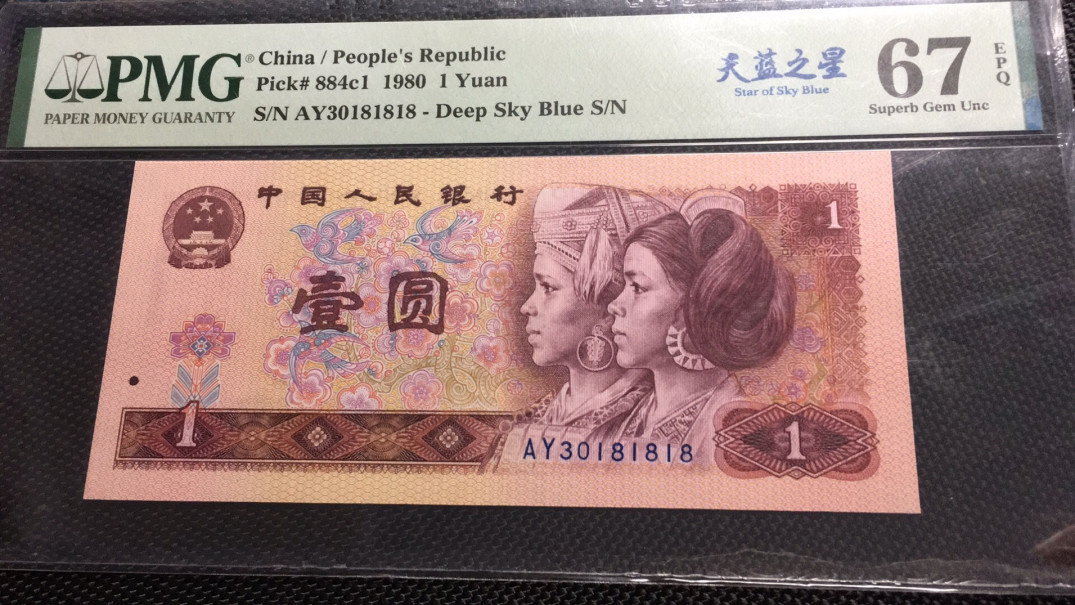 PMG®
PAPER MONEY GUARANTY
China / People's Republic
Pick# 884c1 1980 1 Yuan
S/N AY30181818 - Deep Sky Blue S/N
天蓝之星
Star of Sky Blue
67
EPQ
Superb Gem Unc
中国人民银行
1
壹圆
1
1
AY30181818